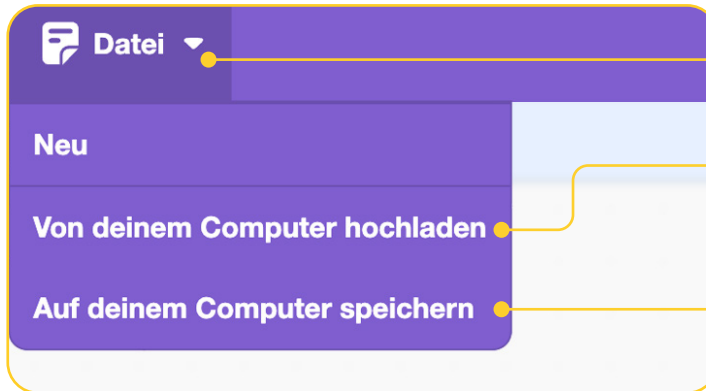 Datei
Neu
Von deinem Computer hochladen
Auf deinem Computer speichern